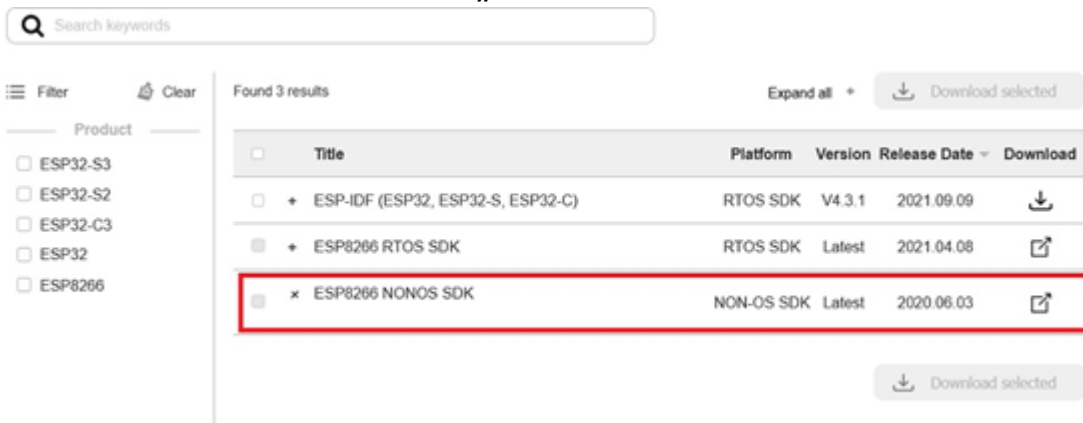 Search keywords
Filter Clear
Product
ESP32-S3
ESP32-S2
ESP32-C3
ESP32
ESP8266
Found 3 results Expand all + Download selected
Title Platform Version Release Date Download
+ ESP-IDF (ESP32, ESP32-S, ESP32-C) RTOS SDK V4.3.1 2021.09.09
+ ESP8266 RTOS SDK RTOS SDK Latest 2021.04.08
× ESP8266 NONOS SDK NON-OS SDK Latest 2020.06.03
Download selected